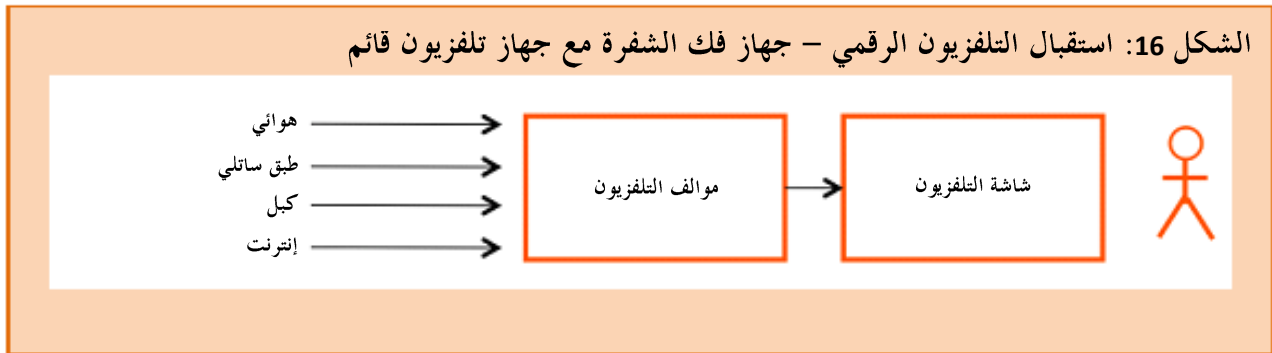 الشكل 16: استقبال التلفزيون الرقمي – جهاز فك الشفرة مع جهاز تلفزيون قائم
هوائي
طبق ساتلي
كبل
إنترنت
موالف التلفزيون
شاشة التلفزيون